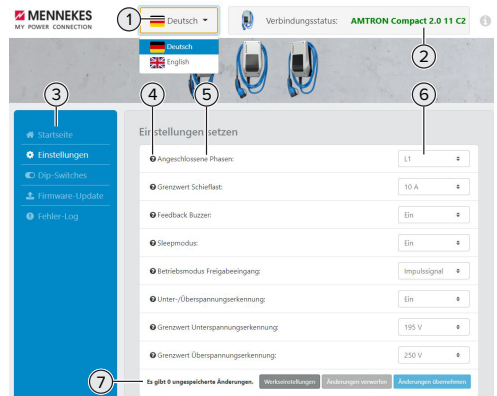 MENNEKES
MY POWER CONNECTION
1
Deutsch
Verbindungsstatus: AMTRON Compact 2.0 11 C2
Deutsch
English
2
3
4
5
6
Startseite
Einstellungen
Dip-Switches
Firmware-Update
Fehler-Log
Einstellungen setzen
Angeschlossene Phasen: L1
Grenzwert Schieflast: 10 A
Feedback Buzzer: Ein
Sleepmodus: Ein
Betriebsmodus Freigabeeingang: Impulssignal
Unter-/Überspannungserkennung: Ein
Grenzwert Unterspannungserkennung: 195 V
Grenzwert Überspannungserkennung: 250 V
7
Es gibt 0 ungespeicherte Änderungen. Werkseinstellungen Änderungen verwerfen Änderungen übernehmen